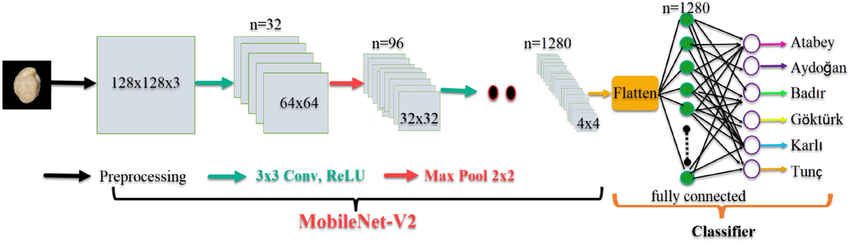 n=32
n=96
n=1280
n=1280
128x128x3
64x64
32x32
4x4
Flatten
Atabey
Aydoğan
Badır
Göktürk
Karlı
Tunç
Preprocessing
3x3 Conv, ReLU
Max Pool 2x2
fully connected
MobileNet-V2
Classifier